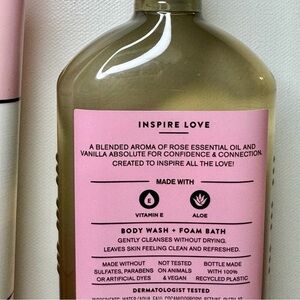 INSPIRE LOVE
A BLENDED AROMA OF ROSE ESSENTIAL OIL AND
VANILLA ABSOLUTE FOR CONFIDENCE & CONNECTION.
CREATED TO INSPIRE ALL THE LOVE!
MADE WITH
E
VITAMIN E
ALOE
BODY WASH + FOAM BATH
GENTLY CLEANSES WITHOUT DRYING.
LEAVES SKIN FEELING CLEAN AND REFRESHED.
MADE WITHOUT
SULFATES, PARABENS
OR ARTIFICIAL DYES
NOT TESTED
ON ANIMALS
& VEGAN
BOTTLE MADE
WITH 100%
RECYCLED PLASTIC
DERMATOLOGIST TESTED